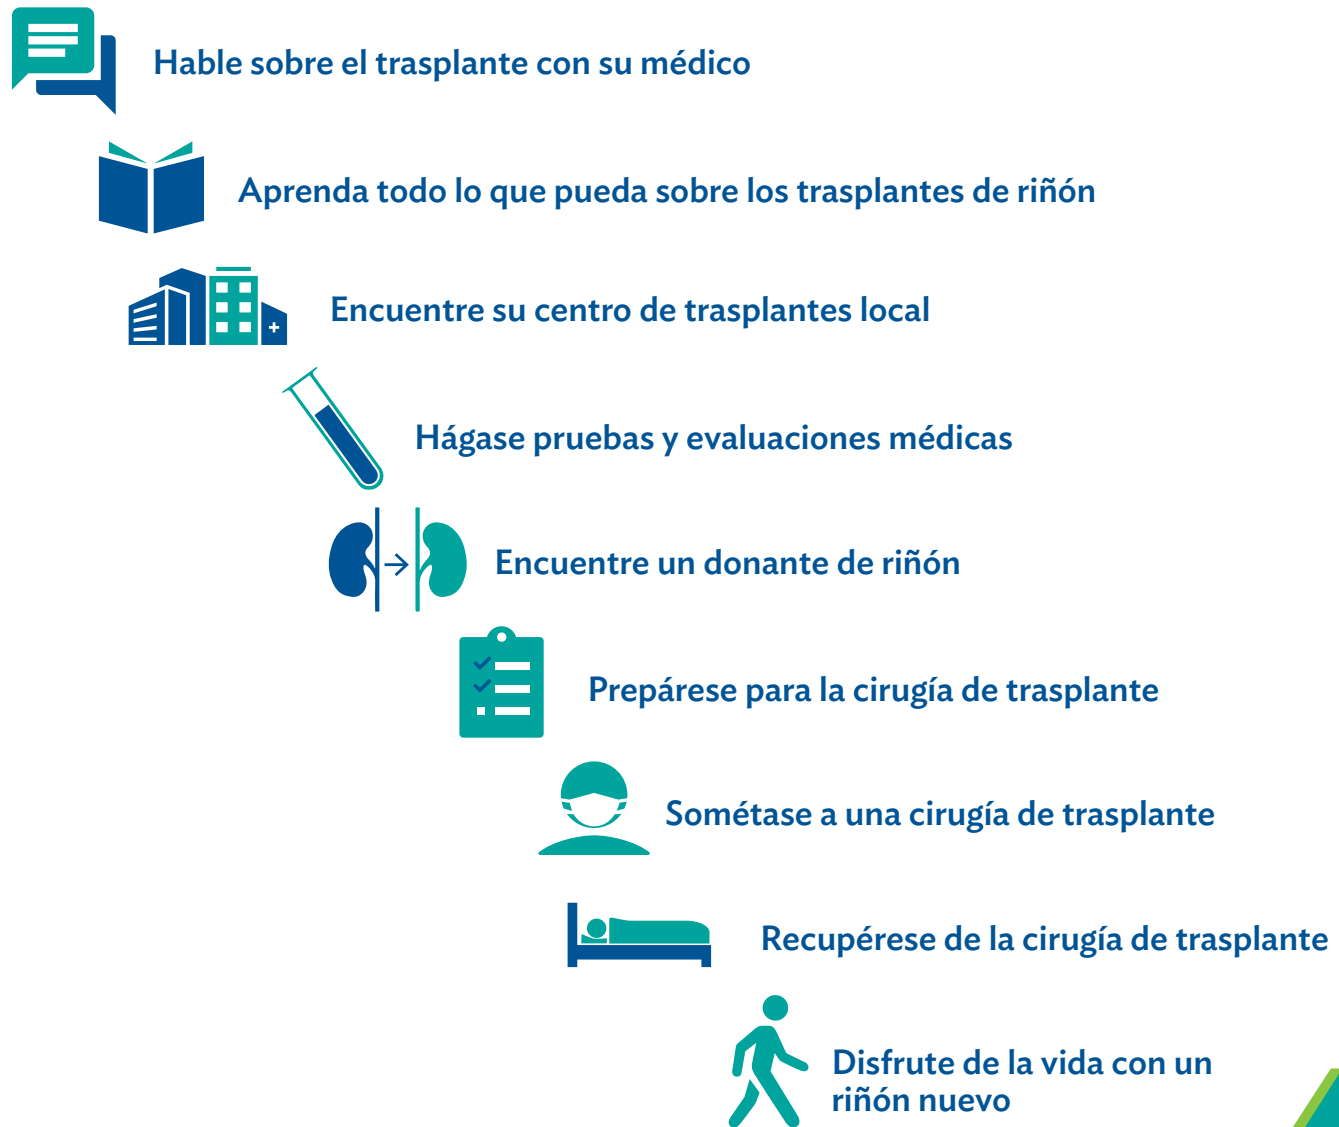 Hable sobre el trasplante con su médico
Aprenda todo lo que pueda sobre los trasplantes de riñón
Encuentre su centro de trasplantes local
Hágase pruebas y evaluaciones médicas
Encuentre un donante de riñón
Prepárese para la cirugía de trasplante
Sométase a una cirugía de trasplante
Recupérese de la cirugía de trasplante
Disfrute de la vida con un
riñón nuevo